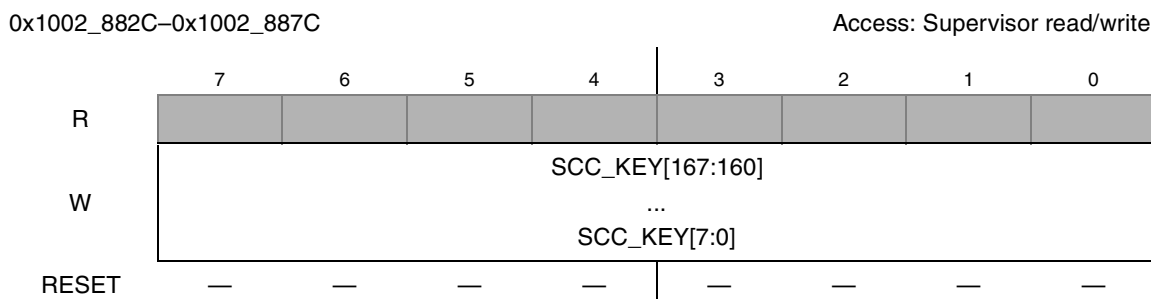 0x1002_882C–0x1002_887C Access: Supervisor read/write
7 6 5 4 3 2 1 0
R
SCC_KEY[167:160]
W ...
SCC_KEY[7:0]
RESET — — — — — — — —